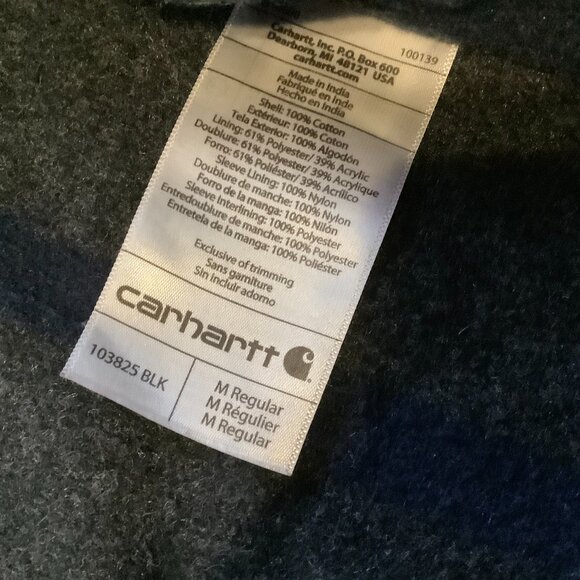 Carhartt, Inc. P.O. Box 600
Dearborn, MI 48121 USA
carhartt.com
100139
Made in India
Fabriqué en Inde
Hecho en India
Shell: 100% Cotton
Extérieur: 100% Coton
Tela Exterior: 100% Algodón
Lining: 61% Polyester/ 39% Acrylic
Doublure: 61% Polyester/ 39% Acrylique
Forro: 61% Poliéster/ 39% Acrílico
Sleeve Lining: 100% Nylon
Doublure de manche: 100% Nylon
Forro de la manga: 100% Nilón
Sleeve Interlining: 100% Polyester
Entredoublure de manche: 100% Polyester
Entretela de la manga: 100% Poliéster
Exclusive of trimming
Sans garniture
Sin incluir adorno
carhartt
103825 BLK
M Regular
M Régulier
M Regular